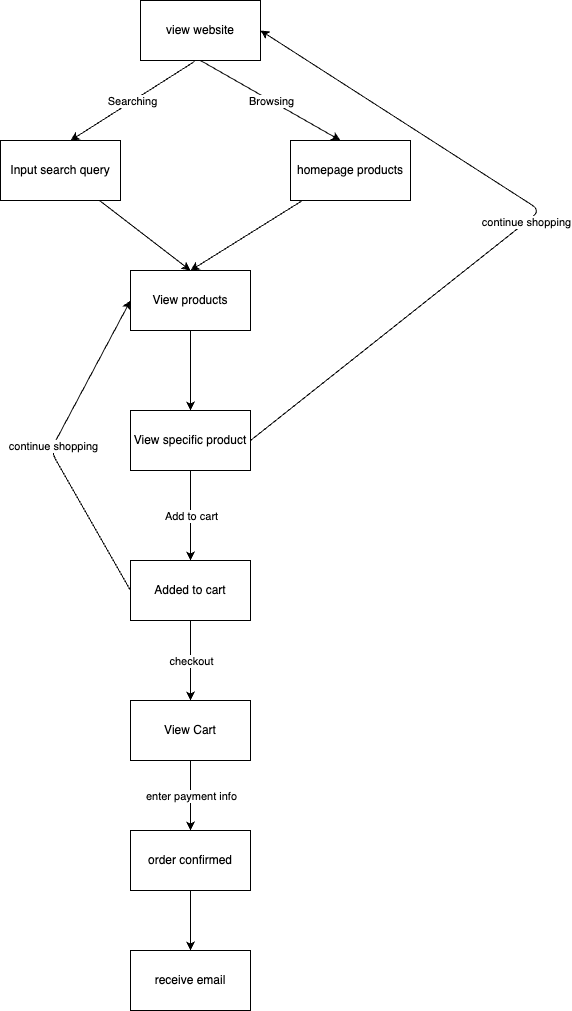 view website
Searching
Browsing
Input search query
homepage products
continue shopping
View products
View specific product
continue shopping
Add to cart
Added to cart
checkout
View Cart
enter payment info
order confirmed
receive email